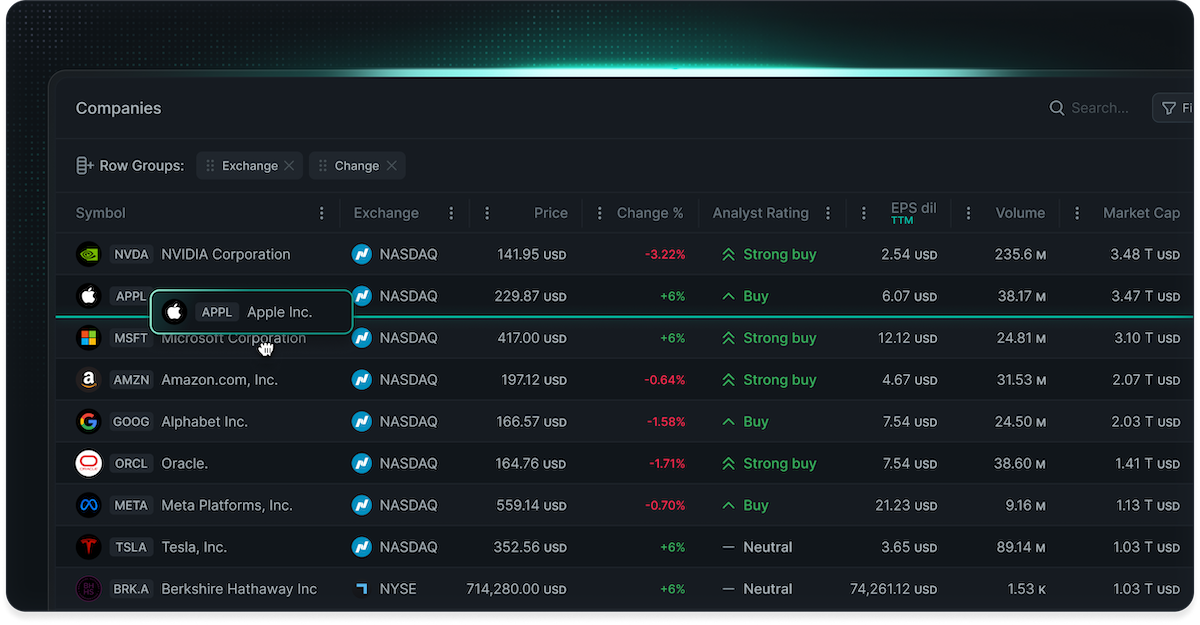 Companies
Search...
Fi
Row Groups: Exchange Change
Symbol Exchange Price Change % Analyst Rating EPS dil TTM Volume Market Cap
NVDA NVIDIA Corporation NASDAQ 141.95 USD -3.22% Strong buy 2.54 USD 235.6 M 3.48 T USD
APPL NASDAQ 229.87 USD +6% Buy 6.07 USD 38.17 M 3.47 T USD
APPL Apple Inc.
MSFT Microsoft Corporation NASDAQ 417.00 USD +6% Strong buy 12.12 USD 24.81 M 3.10 T USD
AMZN Amazon.com, Inc. NASDAQ 197.12 USD -0.64% Strong buy 4.67 USD 31.53 M 2.07 T USD
GOOG Alphabet Inc. NASDAQ 166.57 USD -1.58% Buy 7.54 USD 24.50 M 2.03 T USD
ORCL Oracle. NASDAQ 164.76 USD -1.71% Strong buy 7.54 USD 38.60 M 1.41 T USD
META Meta Platforms, Inc. NASDAQ 559.14 USD -0.70% Buy 21.23 USD 9.16 M 1.13 T USD
TSLA Tesla, Inc. NASDAQ 352.56 USD +6% Neutral 3.65 USD 89.14 M 1.03 T USD
BRK.A Berkshire Hathaway Inc NYSE 714,280.00 USD +6% Neutral 74,261.12 USD 1.53 K 1.03 T USD